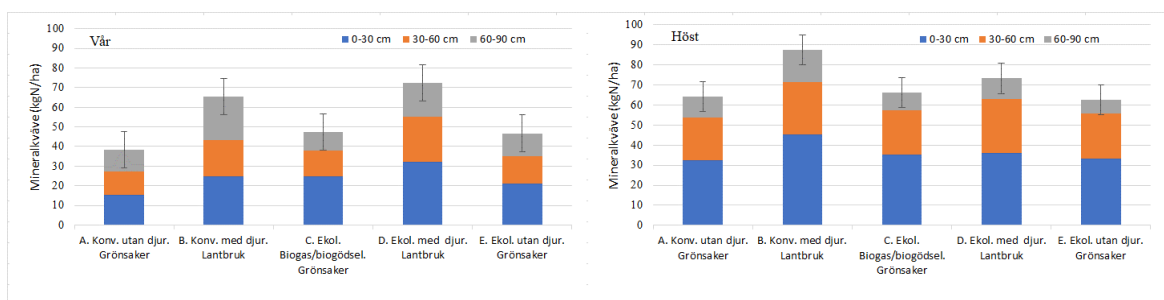 Vår
0-30 cm 30-60 cm 60-90 cm
Mineralkväve (kgN/ha)
100
90
80
70
60
50
40
30
20
10
0
A. Konv. utan djur. B. Konv. med djur. C. Ekol. D. Ekol. med djur. E. Ekol. utan djur.
Grönsaker Lantbruk Biogas/biogödsel. Lantbruk Grönsaker
Grönsaker
Höst
0-30 cm 30-60 cm 60-90 cm
Mineralkväve (kgN/ha)
100
90
80
70
60
50
40
30
20
10
0
A. Konv. utan djur. B. Konv. med djur. C. Ekol. D. Ekol. med djur. E. Ekol. utan djur.
Grönsaker Lantbruk Biogas/biogödsel. Lantbruk Grönsaker
Grönsaker